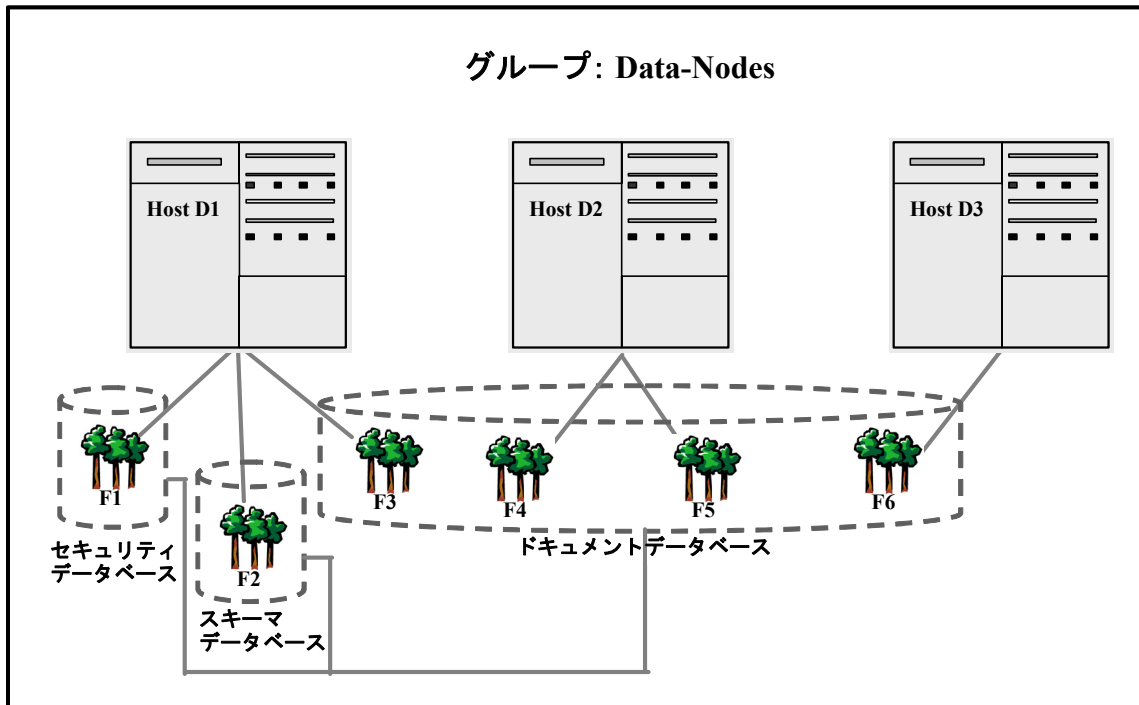 グループ: Data-Nodes
Host D1
Host D2
Host D3
F1
F2
F3
F4
F5
F6
セキュリティ
データベース
スキーマ
データベース
ドキュメントデータベース